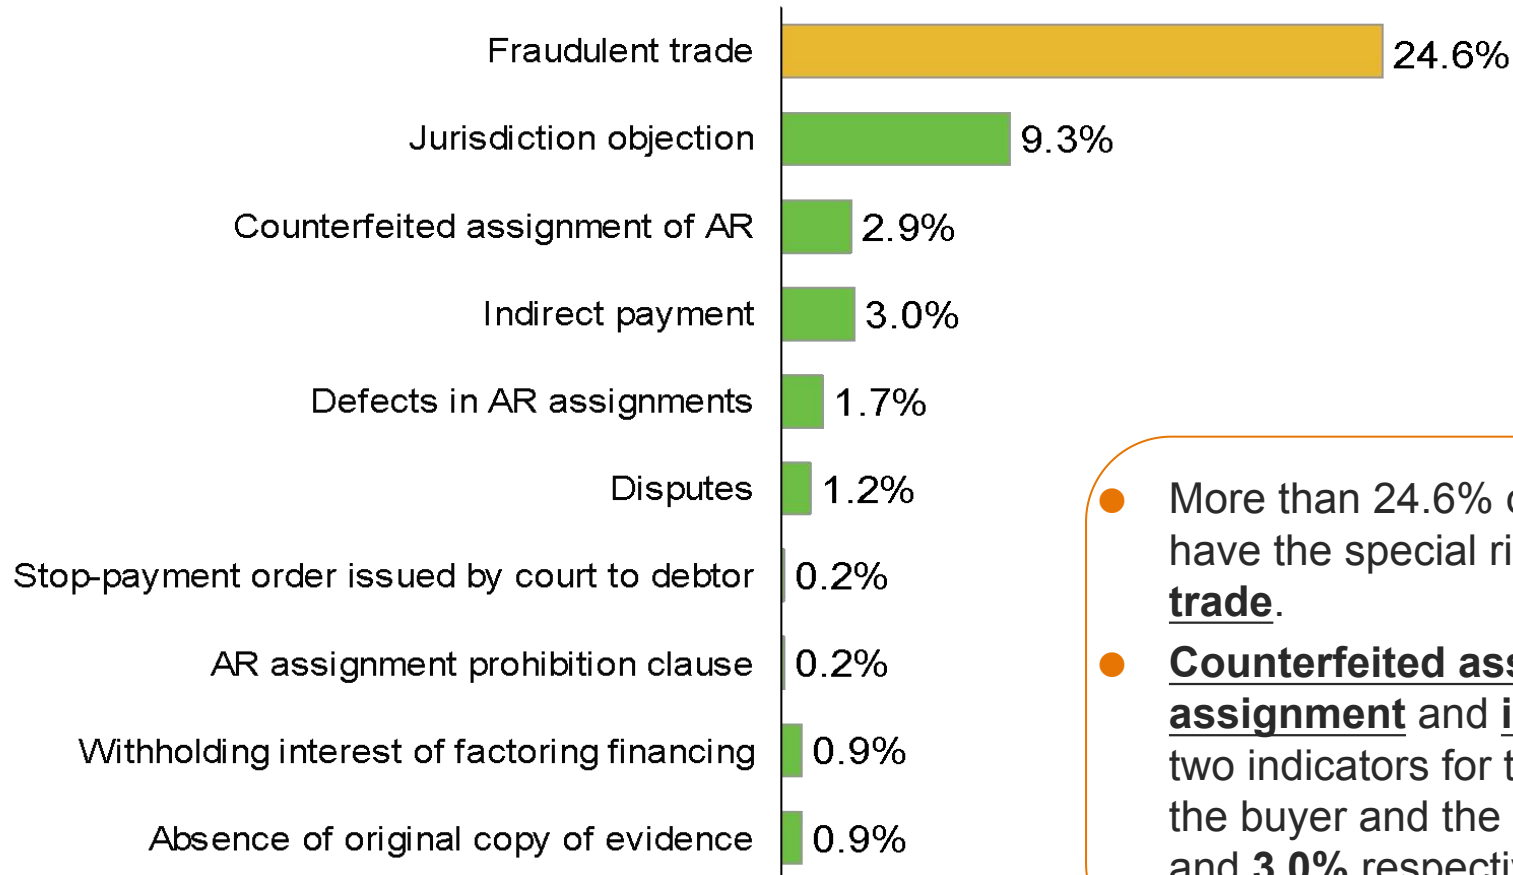 Fraudulent trade 24.6%
Jurisdiction objection 9.3%
Counterfeited assignment of AR 2.9%
Indirect payment 3.0%
Defects in AR assignments 1.7%
Disputes 1.2%
Stop-payment order issued by court to debtor 0.2%
AR assignment prohibition clause 0.2%
Withholding interest of factoring financing 0.9%
Absence of original copy of evidence 0.9%
More than 24.6%
have the special
trade.
Counterfeited
assignment and
two indicators for
the buyer and the
and 3.0%